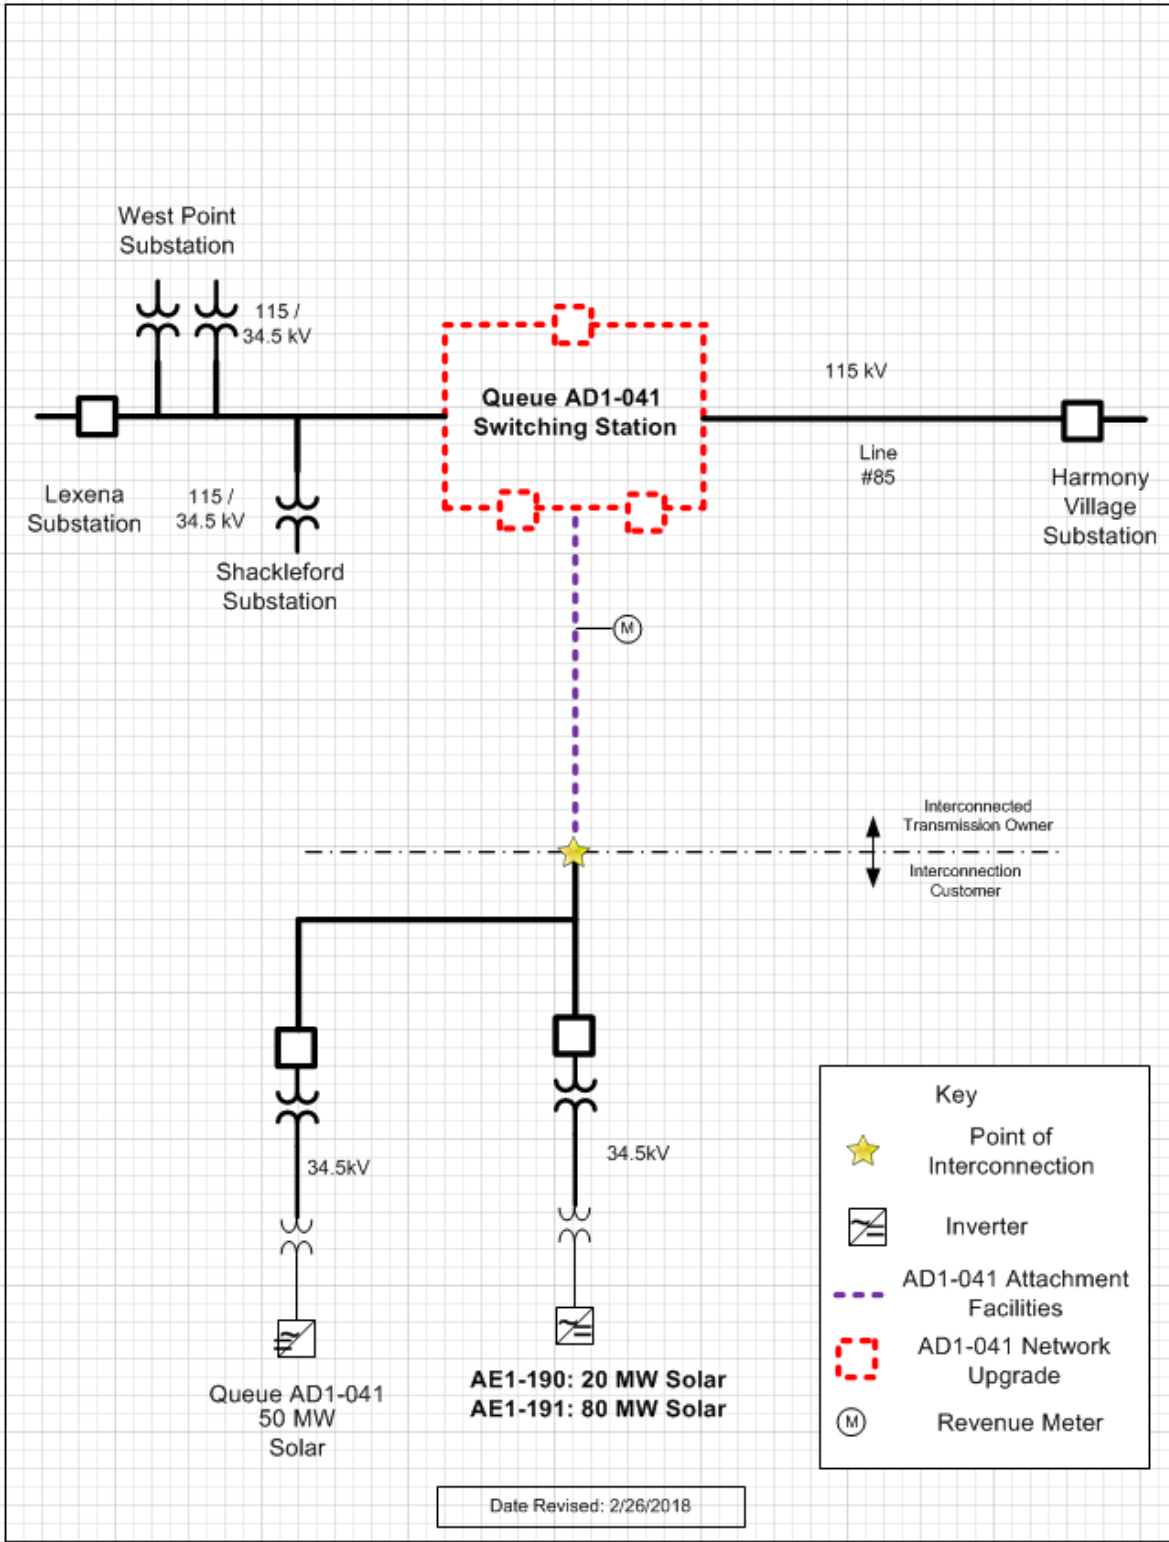 West Point
Substation
115 /
34.5 kV
Queue AD1-041
Switching Station
115 kV
Line
#85
Lexena
Substation
115 /
34.5 kV
Harmony
Village
Substation
Shackleford
Substation
M
Interconnected
Transmission Owner
Interconnection
Customer
34.5kV
34.5kV
Queue AD1-041
50 MW
Solar
AE1-190: 20 MW Solar
AE1-191: 80 MW Solar
Key
Point of
Interconnection
Inverter
AD1-041 Attachment
Facilities
AD1-041 Network
Upgrade
M
Revenue Meter
Date Revised: 2/26/2018